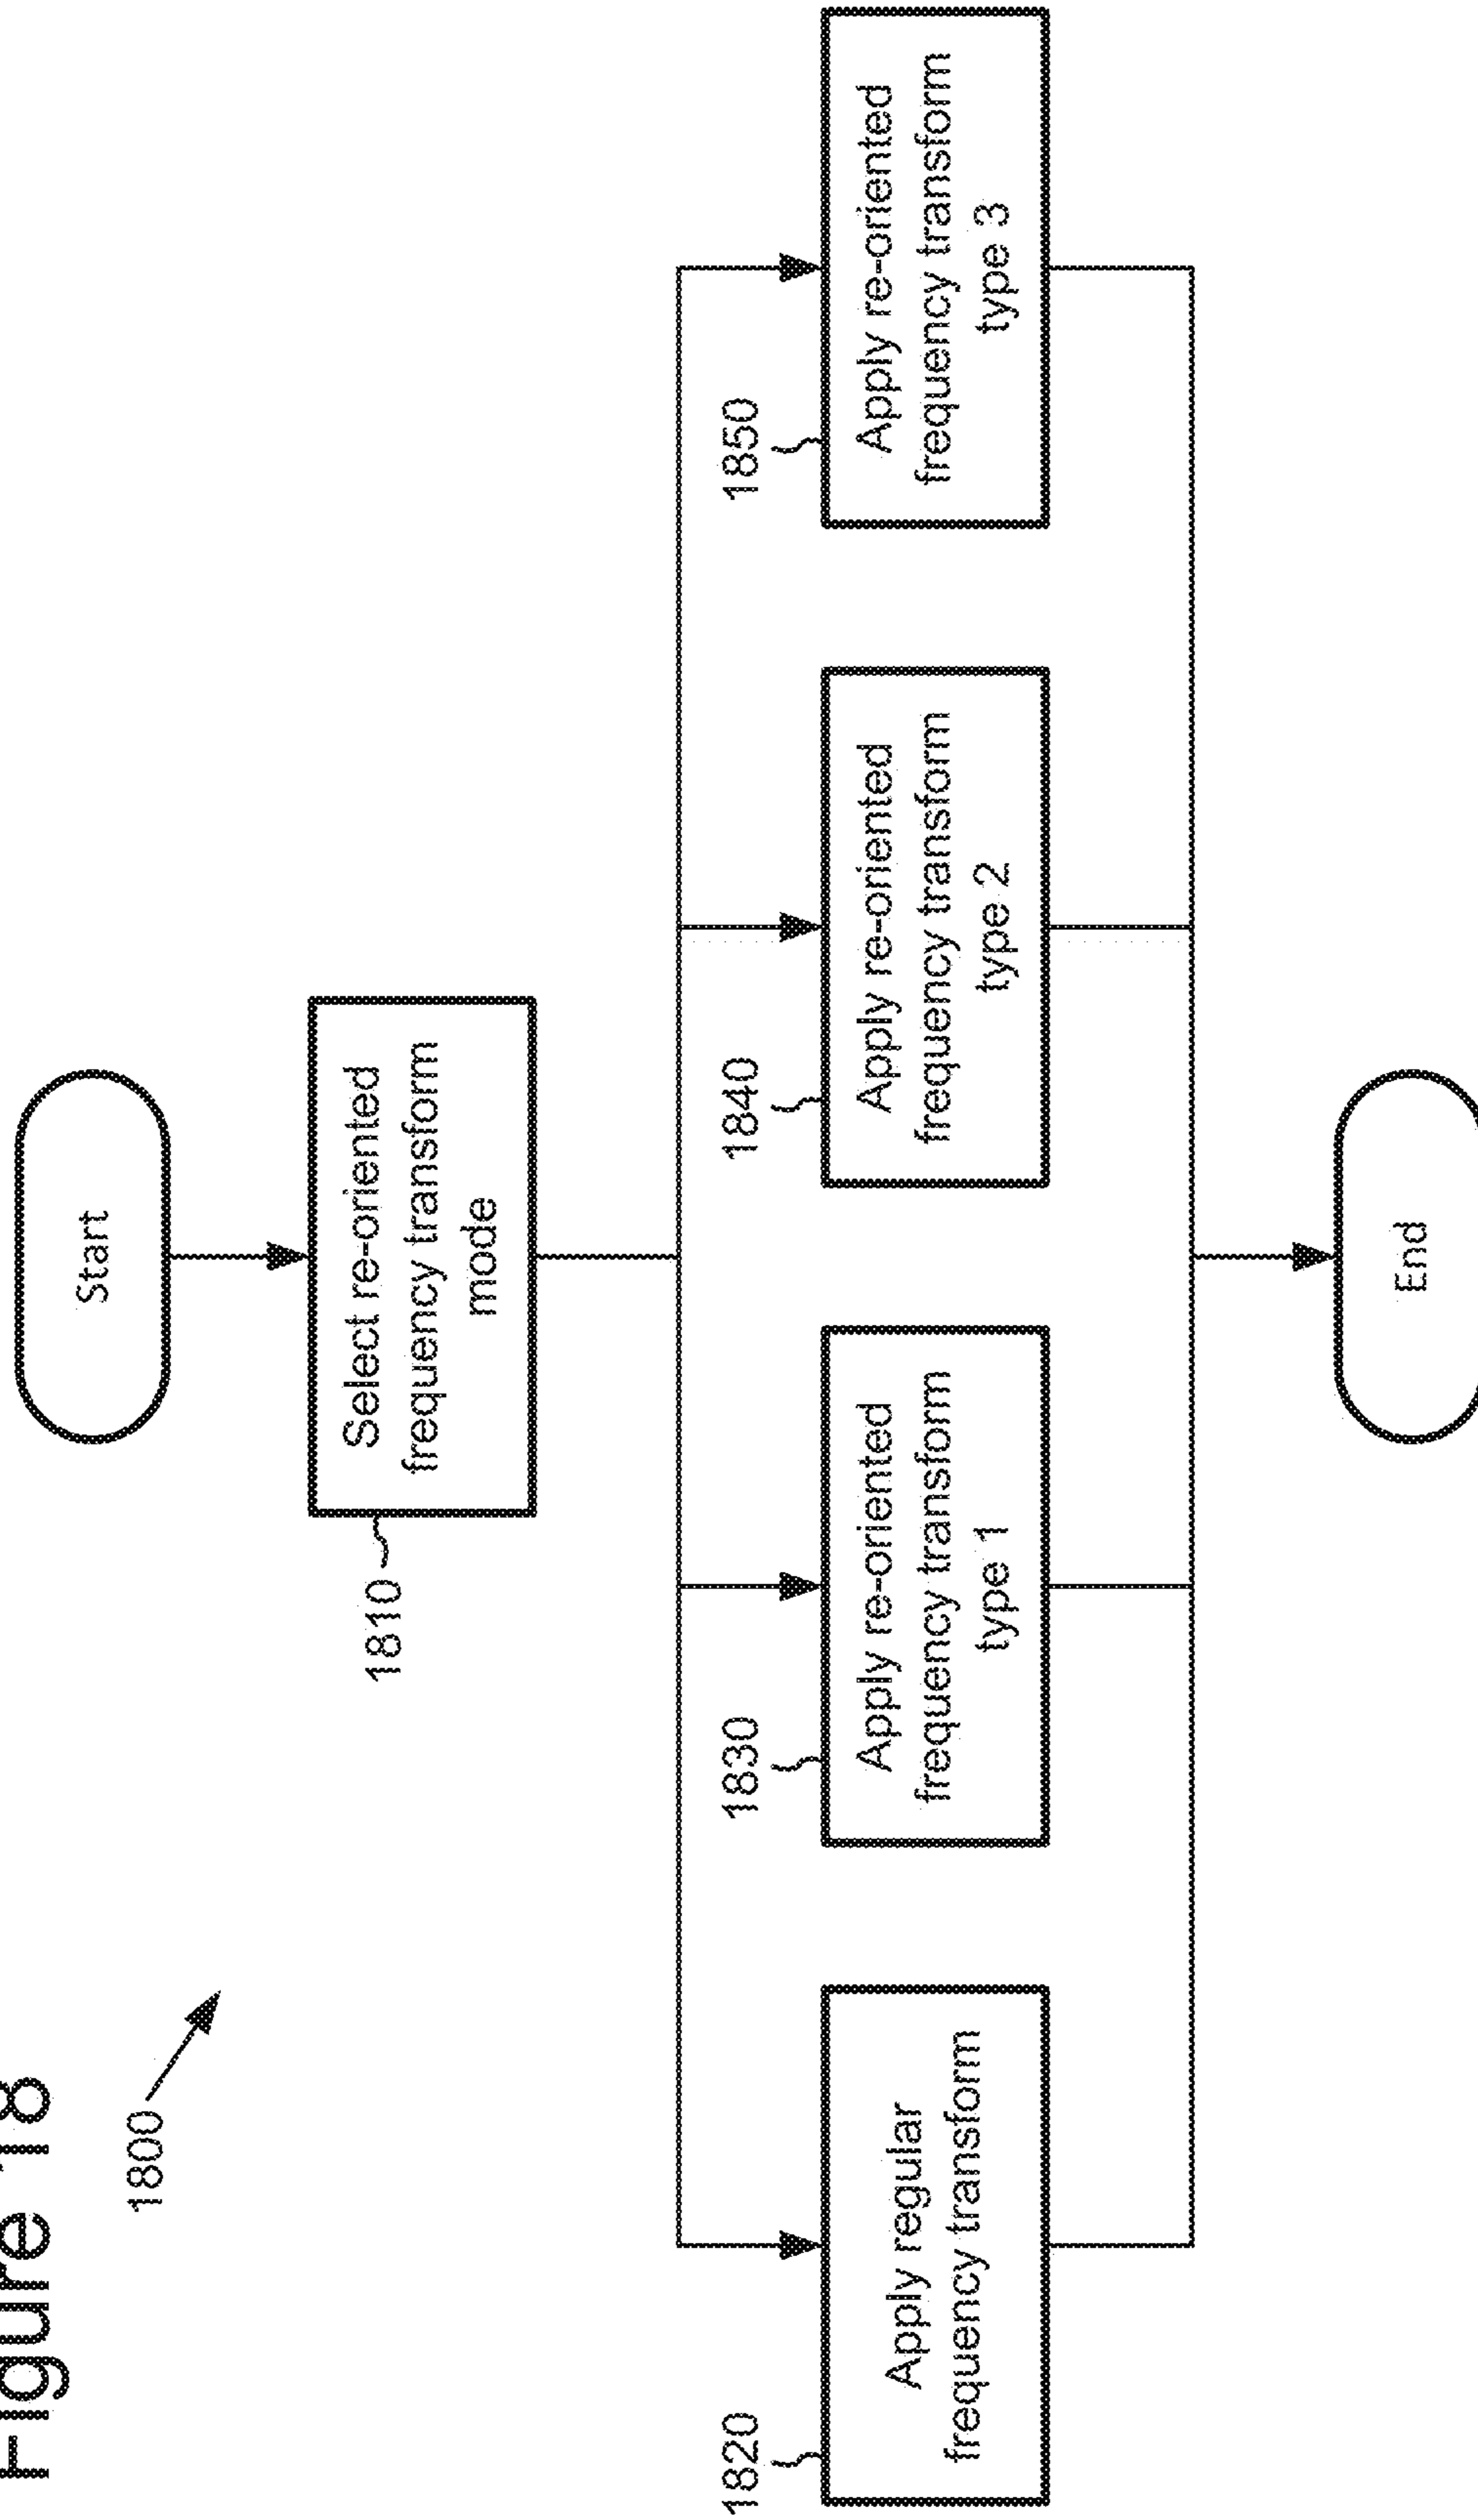 Figure 18
1800
Start
1810
Select re-oriented
frequency transform
mode
1820
Apply regular
frequency transform
1830
Apply re-oriented
frequency transform
type 1
1840
Apply re-oriented
frequency transform
type 2
1850
Apply re-oriented
frequency transform
type 3
End